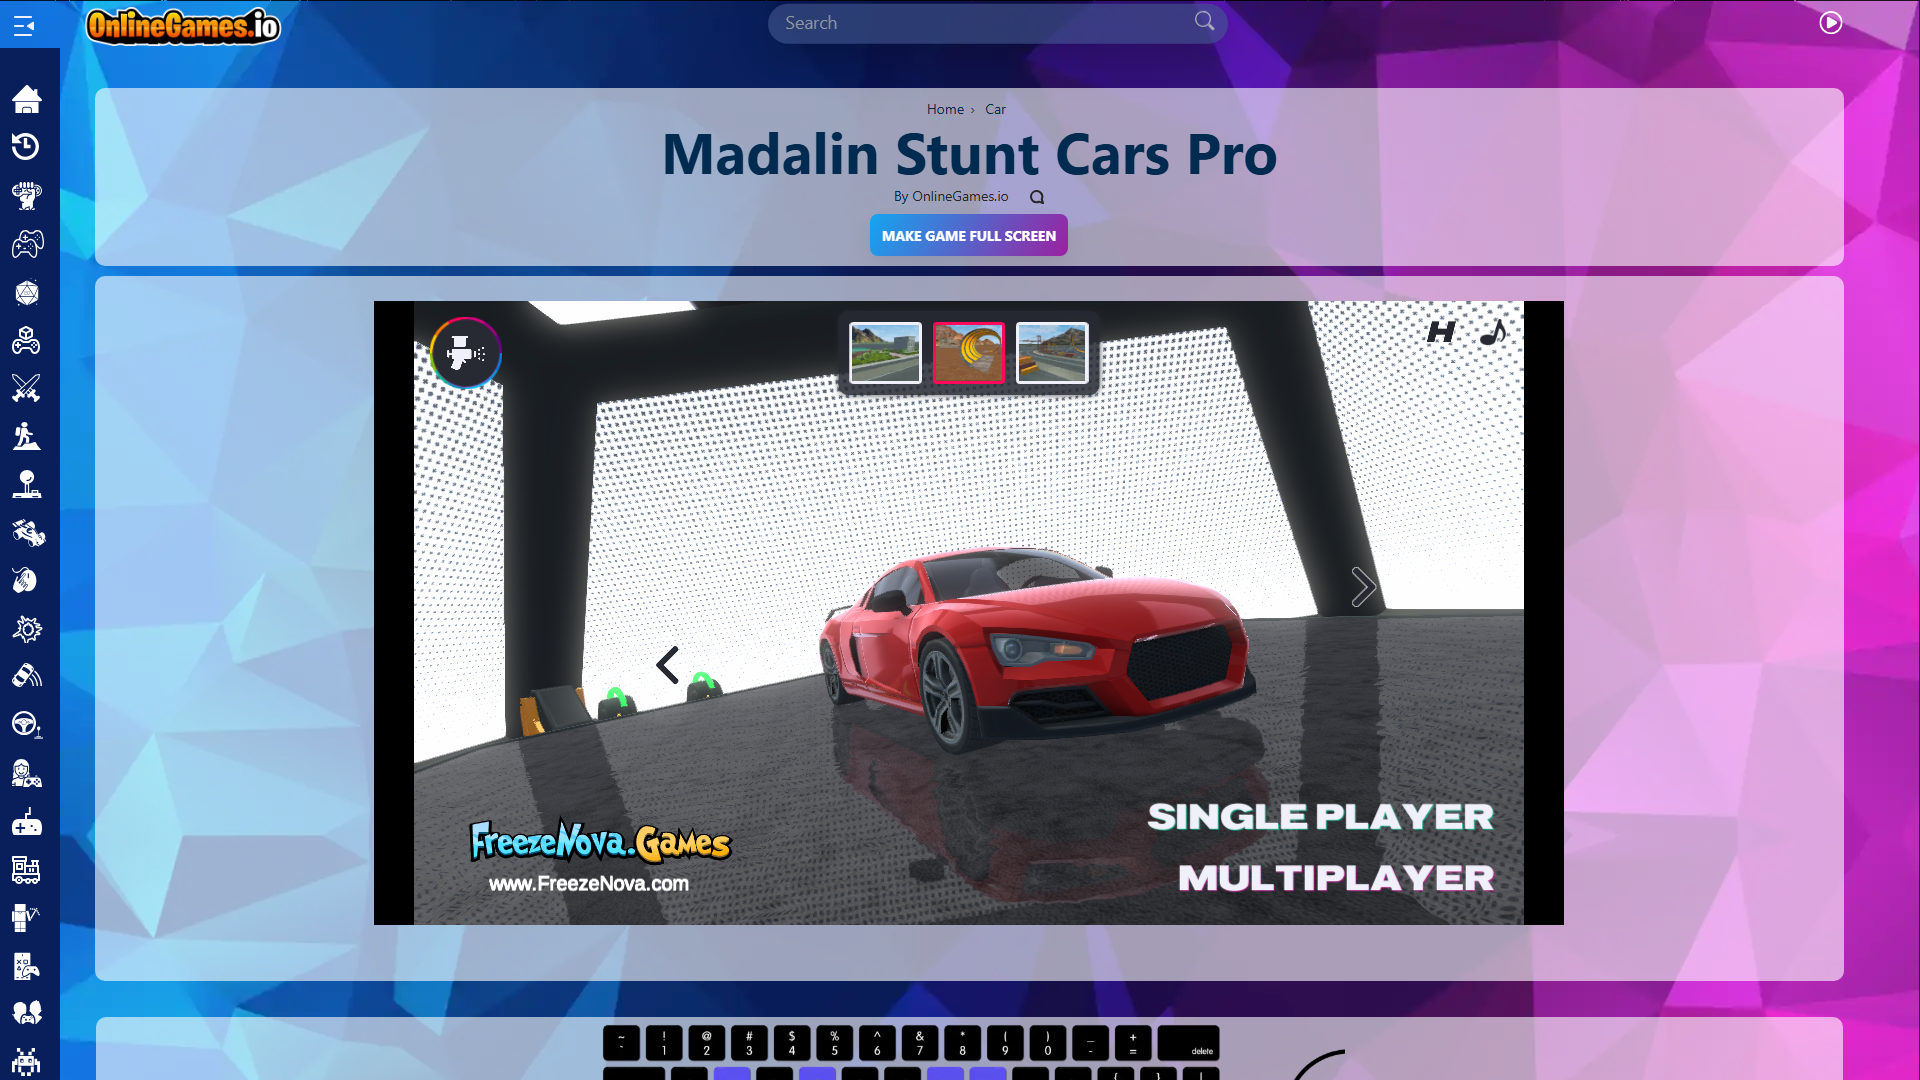 OnlineGames.io
Search
Home › Car
Madalin Stunt Cars Pro
By OnlineGames.io
MAKE GAME FULL SCREEN
H
SINGLE PLAYER
FreezeNova.Games
MULTIPLAYER
www.FreezeNova.com
~ ! @ # $ % ^ & * ( ) _ +
` 1 2 3 4 5 6 7 8 9 0 - = delete
{ } |